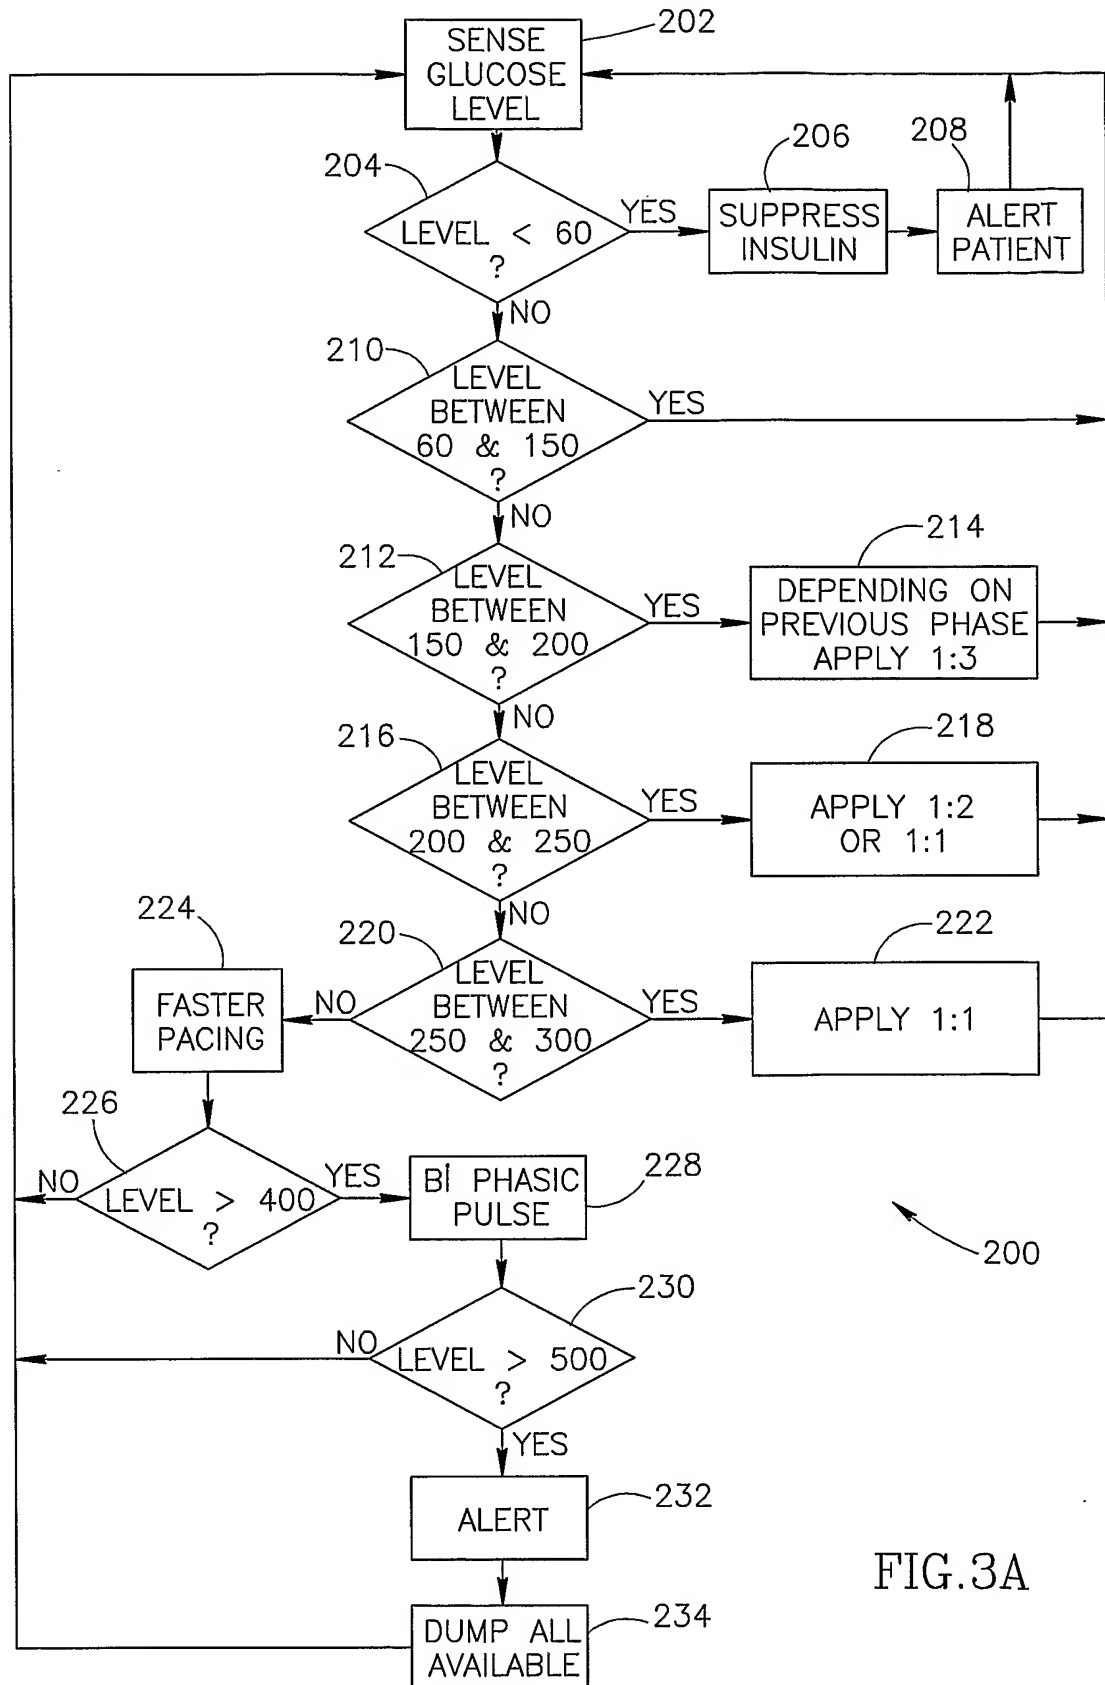 202
SENSE
GLUCOSE
LEVEL
204
206
208
LEVEL < 60
?
YES
SUPPRESS
INSULIN
ALERT
PATIENT
NO
210
LEVEL
BETWEEN
60 & 150
?
YES
NO
212
214
LEVEL
BETWEEN
150 & 200
?
YES
DEPENDING ON
PREVIOUS PHASE
APPLY 1:3
NO
216
218
LEVEL
BETWEEN
200 & 250
?
YES
APPLY 1:2
OR 1:1
NO
224
220
222
LEVEL
BETWEEN
250 & 300
?
YES
APPLY 1:1
NO
FASTER
PACING
226
LEVEL > 400
?
NO
YES
BI PHASIC
PULSE
228
200
230
LEVEL > 500
?
NO
YES
ALERT
232
DUMP ALL
AVAILABLE
234
FIG.3A